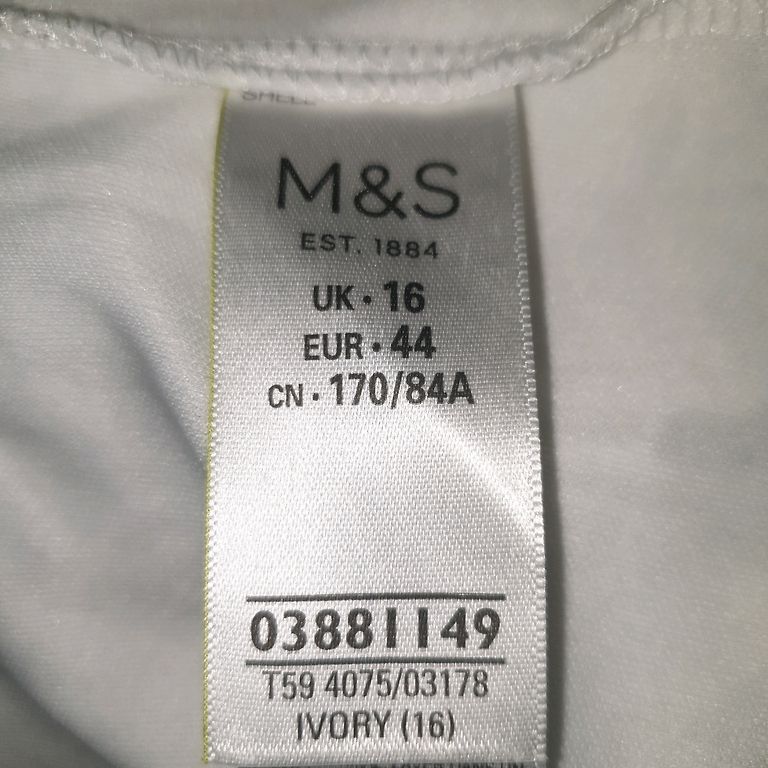 M&S
EST. 1884
UK · 16
EUR · 44
CN · 170/84A
03881149
T59 4075/03178
IVORY (16)